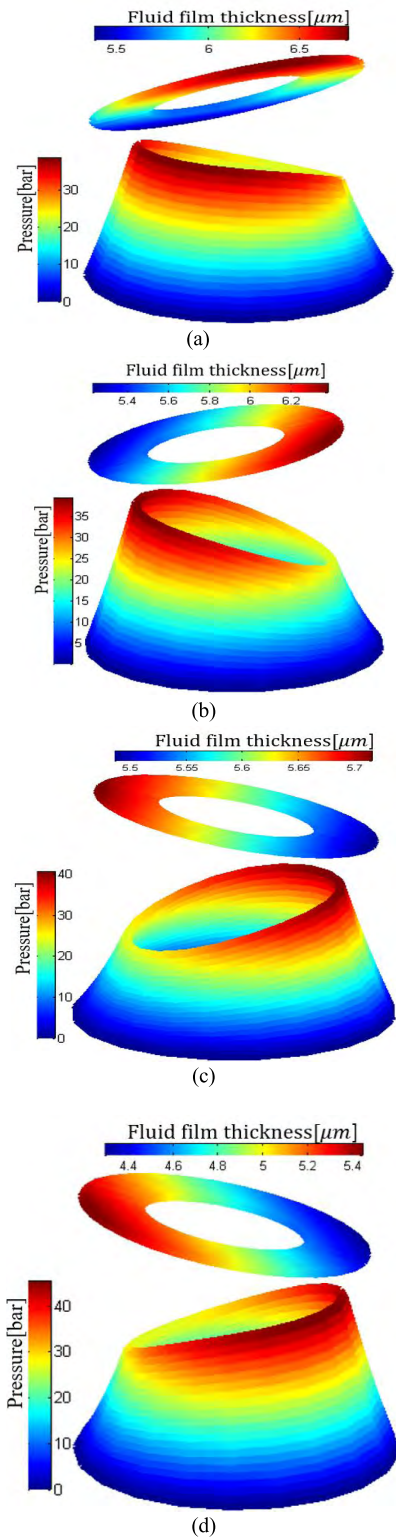 Fluid film thickness[μm]
5.5 6 6.5
Pressure[bar]
30
20
10
0
(a)
Fluid film thickness[μm]
5.4 5.6 5.8 6 6.2
Pressure[bar]
35
30
25
20
15
10
5
(b)
Fluid film thickness[μm]
5.5 5.55 5.6 5.65 5.7
Pressure[bar]
40
30
20
10
0
(c)
Fluid film thickness[μm]
4.4 4.6 4.8 5 5.2 5.4
Pressure[bar]
40
30
20
10
0
(d)